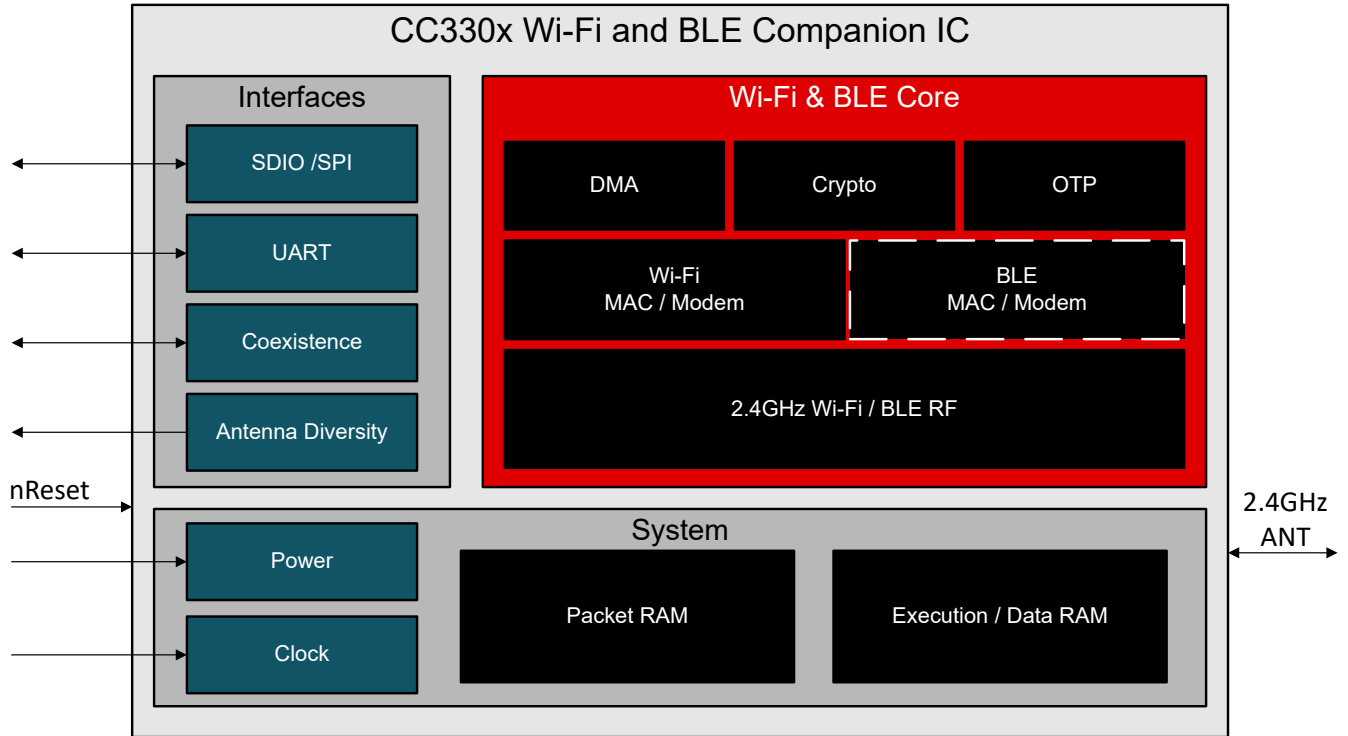 CC330x Wi-Fi and BLE Companion IC
Interfaces
SDIO /SPI
UART
Coexistence
Antenna Diversity
Wi-Fi & BLE Core
DMA
Crypto
OTP
Wi-Fi
MAC / Modem
BLE
MAC / Modem
2.4GHz Wi-Fi / BLE RF
nReset
System
Power
Clock
Packet RAM
Execution / Data RAM
2.4GHz
ANT